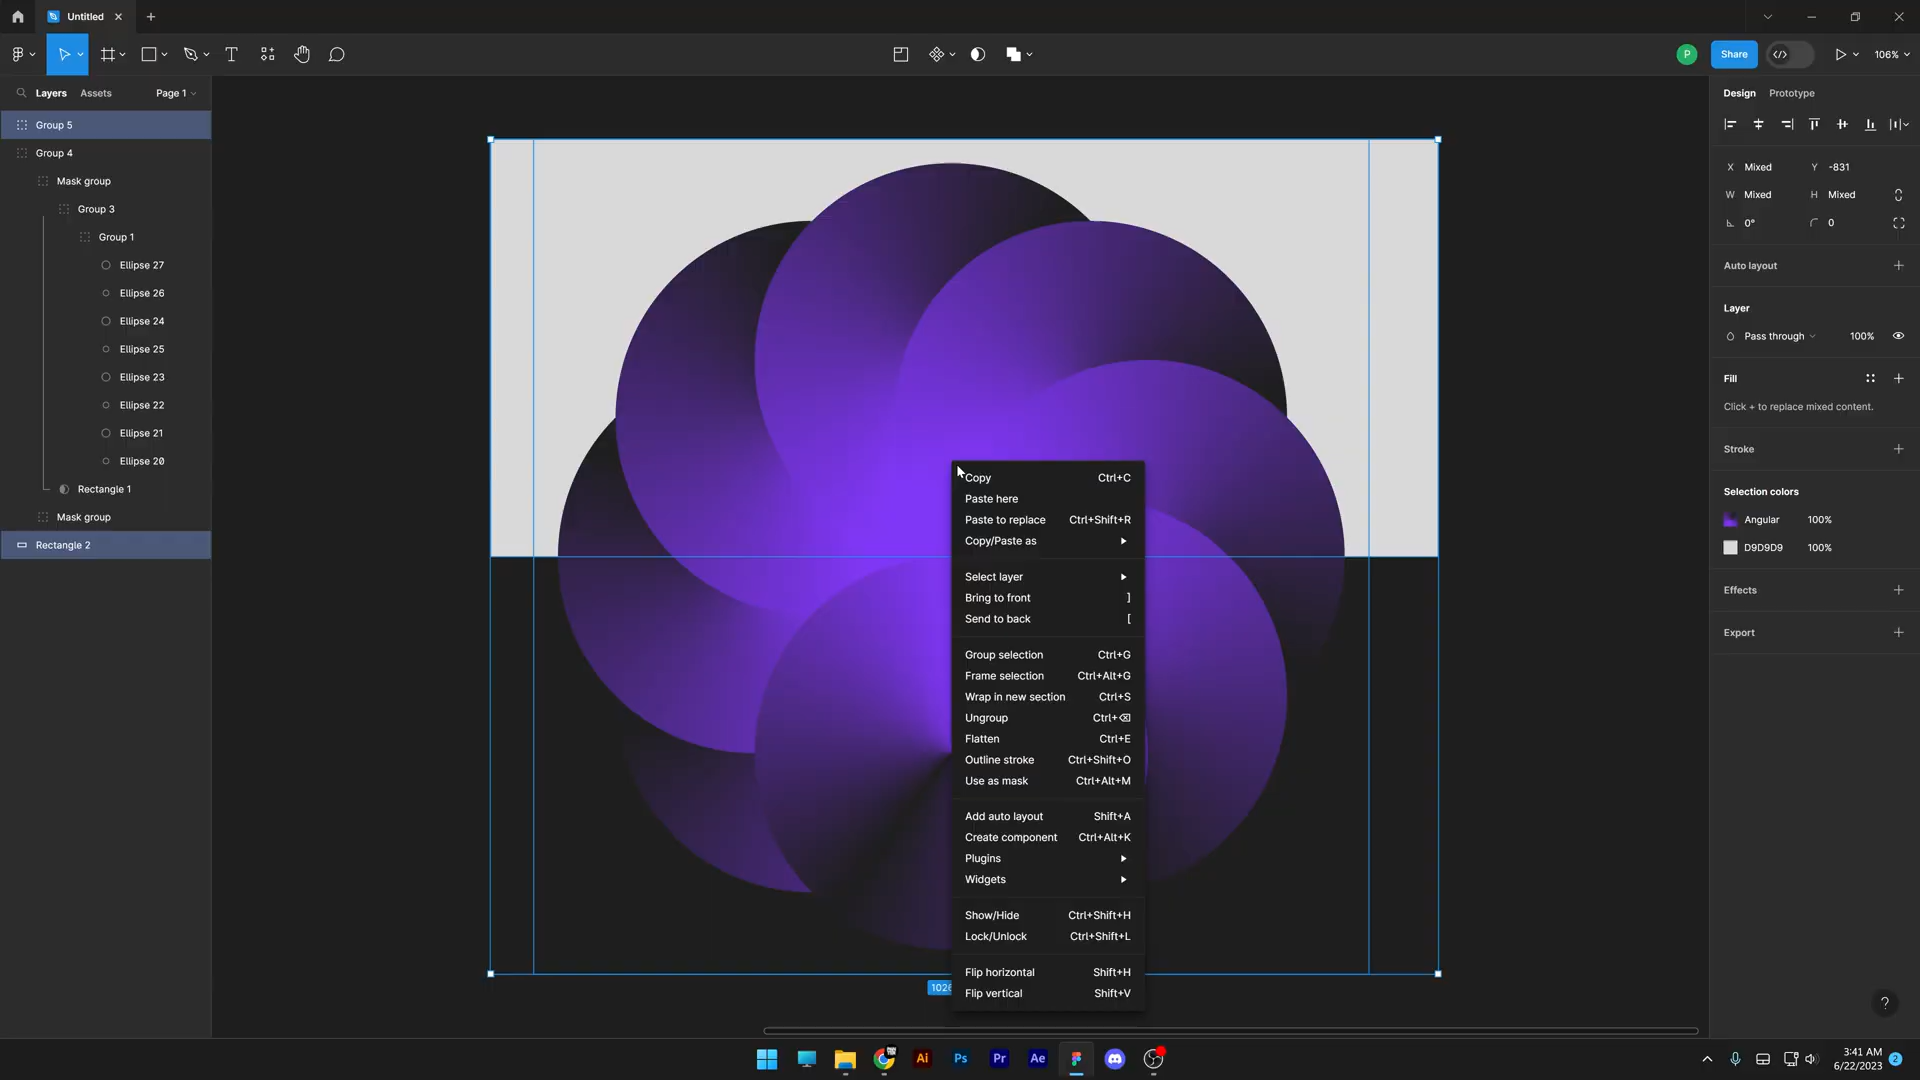 Untitled
P
Share
106%
Layers
Assets
Page 1
Design
Prototype
Group 5
Group 4
Mask group
Group 3
Group 1
Ellipse 27
Ellipse 26
Ellipse 24
Ellipse 25
Ellipse 23
Ellipse 22
Ellipse 21
Ellipse 20
Rectangle 1
Mask group
Rectangle 2
X Mixed Y -831
W Mixed H Mixed
0° 0
Auto layout
Layer
Pass through 100%
Fill
Click + to replace mixed content.
Stroke
Selection colors
Angular 100%
D9D9D9 100%
Effects
Export
Copy Ctrl+C
Paste here
Paste to replace Ctrl+Shift+R
Copy/Paste as
Select layer
Bring to front ]
Send to back [
Group selection Ctrl+G
Frame selection Ctrl+Alt+G
Wrap in new section Ctrl+S
Ungroup Ctrl+⌫
Flatten Ctrl+E
Outline stroke Ctrl+Shift+O
Use as mask Ctrl+Alt+M
Add auto layout Shift+A
Create component Ctrl+Alt+K
Plugins
Widgets
Show/Hide Ctrl+Shift+H
Lock/Unlock Ctrl+Shift+L
Flip horizontal Shift+H
Flip vertical Shift+V
?
Ai
Ps
Pr
Ae
3:41 AM
6/22/2023
2